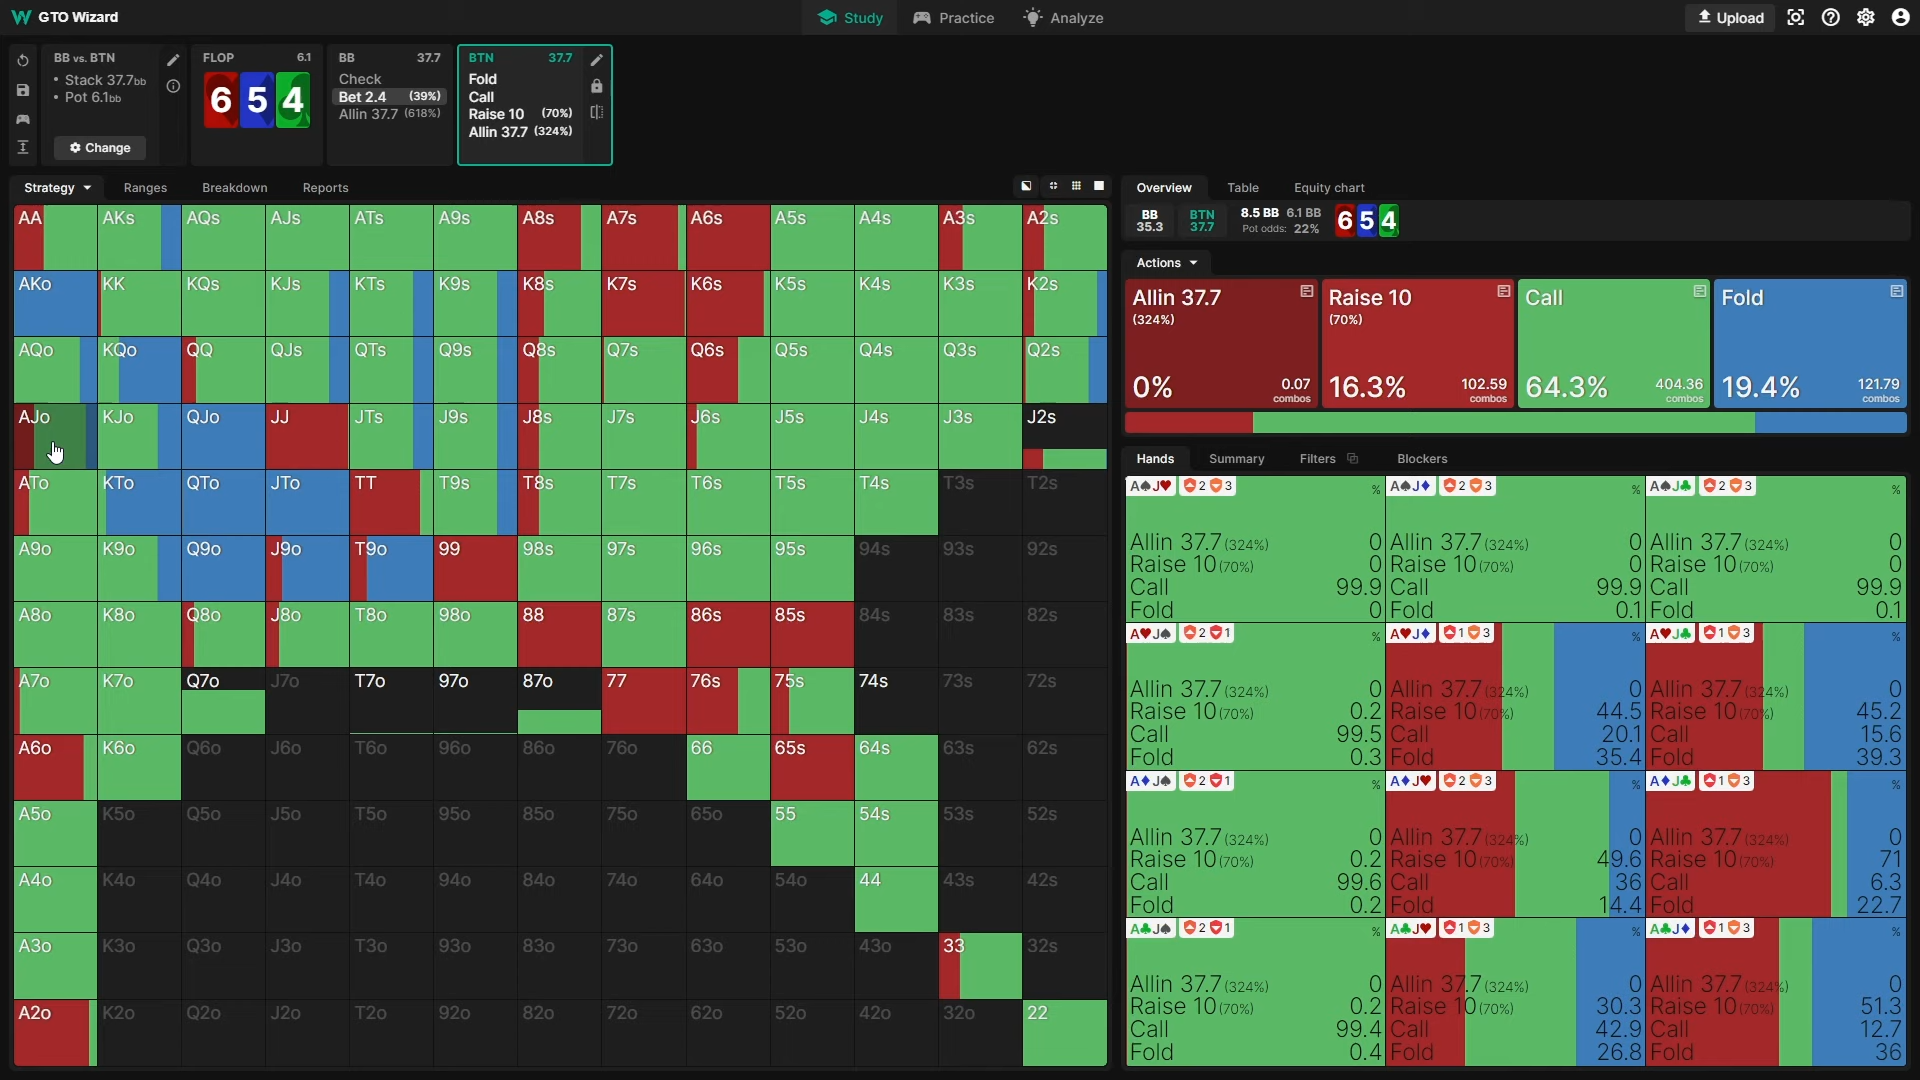 GTO Wizard
Study
Practice
Analyze
Upload
BB vs. BTN
• Stack 37.7bb
• Pot 6.1bb
Change
FLOP 6.1
6 5 4
BB 37.7
Check
Bet 2.4 (39%)
Allin 37.7 (618%)
BTN 37.7
Fold
Call
Raise 10 (70%)
Allin 37.7 (324%)
Strategy Ranges Breakdown Reports
AA AKs AQs AJs ATs A9s A8s A7s A6s A5s A4s A3s A2s
AKo KK KQs KJs KTs K9s K8s K7s K6s K5s K4s K3s K2s
AQo KQo QQ QJs QTs Q9s Q8s Q7s Q6s Q5s Q4s Q3s Q2s
AJo KJo QJo JJ JTs J9s J8s J7s J6s J5s J4s J3s J2s
ATo KTo QTo JTo TT T9s T8s T7s T6s T5s T4s T3s T2s
A9o K9o Q9o J9o T9o 99 98s 97s 96s 95s 94s 93s 92s
A8o K8o Q8o J8o T8o 98o 88 87s 86s 85s 84s 83s 82s
A7o K7o Q7o J7o T7o 97o 87o 77 76s 75s 74s 73s 72s
A6o K6o Q6o J6o T6o 96o 86o 76o 66 65s 64s 63s 62s
A5o K5o Q5o J5o T5o 95o 85o 75o 65o 55 54s 53s 52s
A4o K4o Q4o J4o T4o 94o 84o 74o 64o 54o 44 43s 42s
A3o K3o Q3o J3o T3o 93o 83o 73o 63o 53o 43o 33 32s
A2o K2o Q2o J2o T2o 92o 82o 72o 62o 52o 42o 32o 22
Overview Table Equity chart
BB BTN 8.5 BB 6.1 BB 6 5 4
35.3 37.7 Pot odds: 22%
Actions
Allin 37.7 Raise 10 Call Fold
(324%) (70%)
0% 0.07 16.3% 102.59 64.3% 404.36 19.4% 121.79
combos combos combos combos
Hands Summary Filters Blockers
A♠J♥ 2 3 % A♠J♦ 2 3 % A♠J♣ 2 3 %
Allin 37.7 (324%) 0 Allin 37.7 (324%) 0 Allin 37.7 (324%) 0
Raise 10 (70%) 0 Raise 10 (70%) 0 Raise 10 (70%) 0
Call 99.9 Call 99.9 Call 99.9
Fold 0 Fold 0.1 Fold 0.1
A♥J♠ 2 1 % A♥J♦ 1 3 % A♥J♣ 1 3 %
Allin 37.7 (324%) 0 Allin 37.7 (324%) 0 Allin 37.7 (324%) 0
Raise 10 (70%) 0.2 Raise 10 (70%) 44.5 Raise 10 (70%) 45.2
Call 99.5 Call 20.1 Call 15.6
Fold 0.3 Fold 35.4 Fold 39.3
A♦J♠ 2 1 % A♦J♥ 2 3 % A♦J♣ 1 3 %
Allin 37.7 (324%) 0 Allin 37.7 (324%) 0 Allin 37.7 (324%) 0
Raise 10 (70%) 0.2 Raise 10 (70%) 49.6 Raise 10 (70%) 71
Call 99.6 Call 36 Call 6.3
Fold 0.2 Fold 14.4 Fold 22.7
A♣J♠ 2 1 % A♣J♥ 1 3 % A♣J♦ 1 3 %
Allin 37.7 (324%) 0 Allin 37.7 (324%) 0 Allin 37.7 (324%) 0
Raise 10 (70%) 0.2 Raise 10 (70%) 30.3 Raise 10 (70%) 51.3
Call 99.4 Call 42.9 Call 12.7
Fold 0.4 Fold 26.8 Fold 36